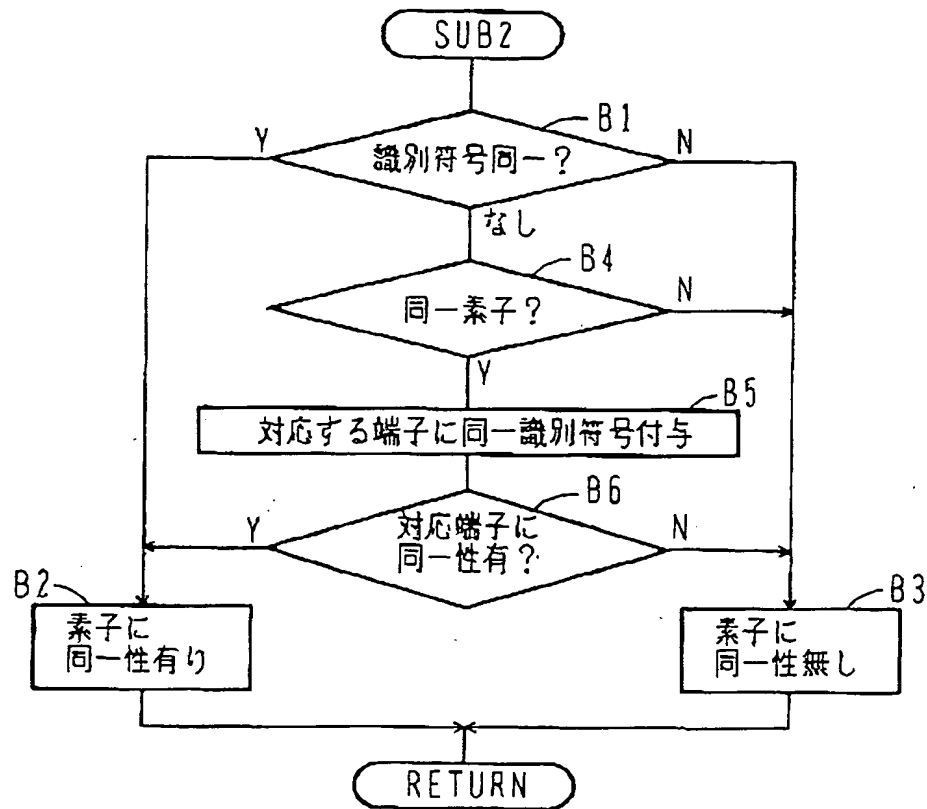 SUB2
B1
Y
N
識別符号同一?
なし
B4
N
同一素子?
Y
B5
対応する端子に同一識別符号付与
B6
Y
N
対応端子に
同一性有?
B2
B3
素子に
同一性有り
素子に
同一性無し
RETURN